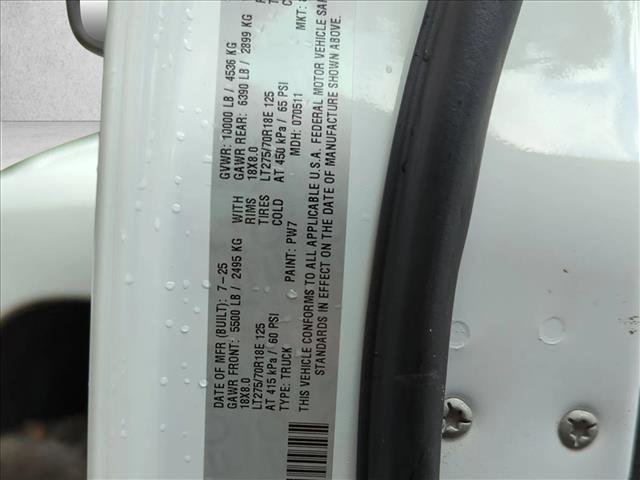 DATE OF MFR (BUILT): 7-25 GVWR: 10000 LB / 4536 KG
GAWR FRONT: 5500 LB / 2495 KG WITH GAWR REAR: 6390 LB / 2899 KG
18X8.0 RIMS 18X8.0
LT275/70R18E 125 TIRES LT275/70R18E 125
AT 415 kPa / 60 PSI COLD AT 450 kPa / 65 PSI
TYPE: TRUCK PAINT: PW7 MDH: 070511 MKT:
THIS VEHICLE CONFORMS TO ALL APPLICABLE U.S.A. FEDERAL MOTOR VEHICLE
STANDARDS IN EFFECT ON THE DATE OF MANUFACTURE SHOWN ABOVE.